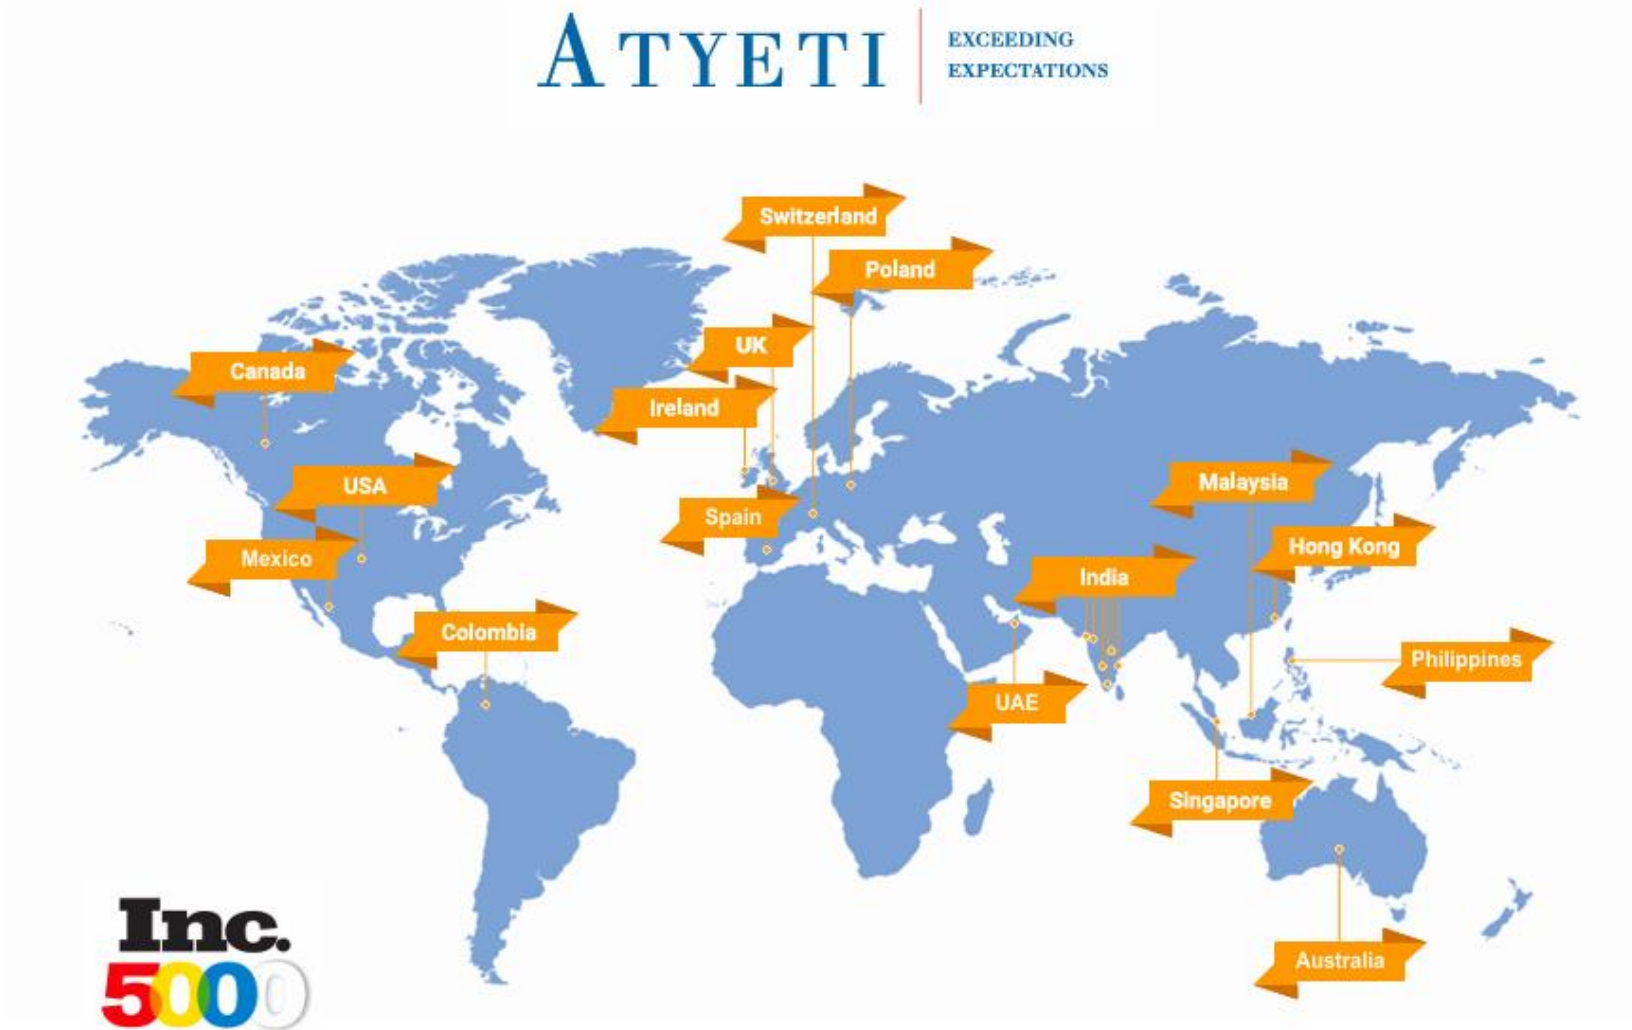 ATYETI
EXCEEDING
EXPECTATIONS
Switzerland
Poland
UK
Canada
Ireland
USA
Malaysia
Spain
Hong Kong
Mexico
India
Colombia
Philippines
UAE
Singapore
Inc.
5000
Australia